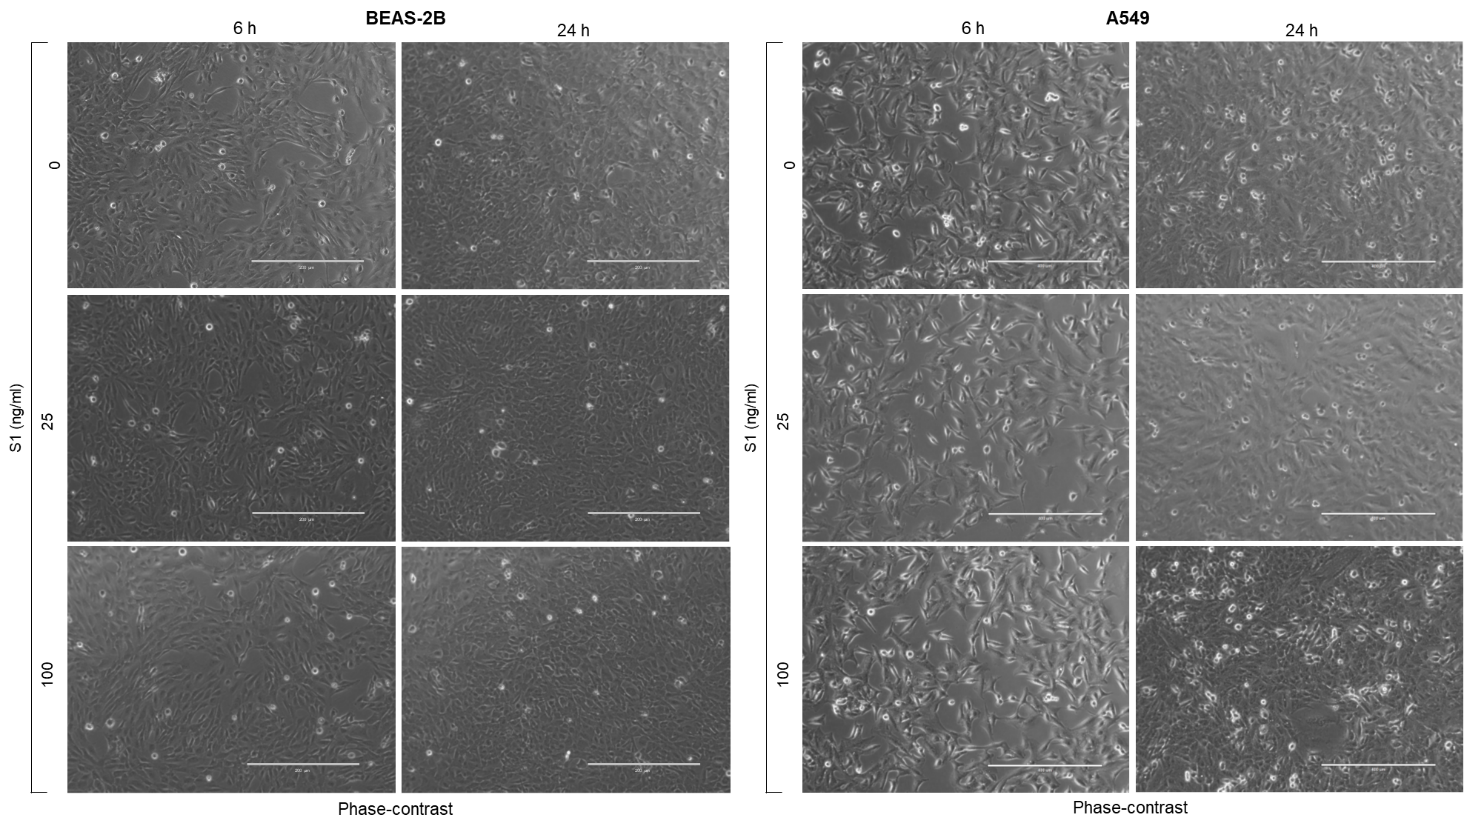 BEAS-2B
6 h
24 h
A549
6 h
24 h
S1 (ng/ml)
0
25
100
S1 (ng/ml)
0
25
100
Phase-contrast
Phase-contrast